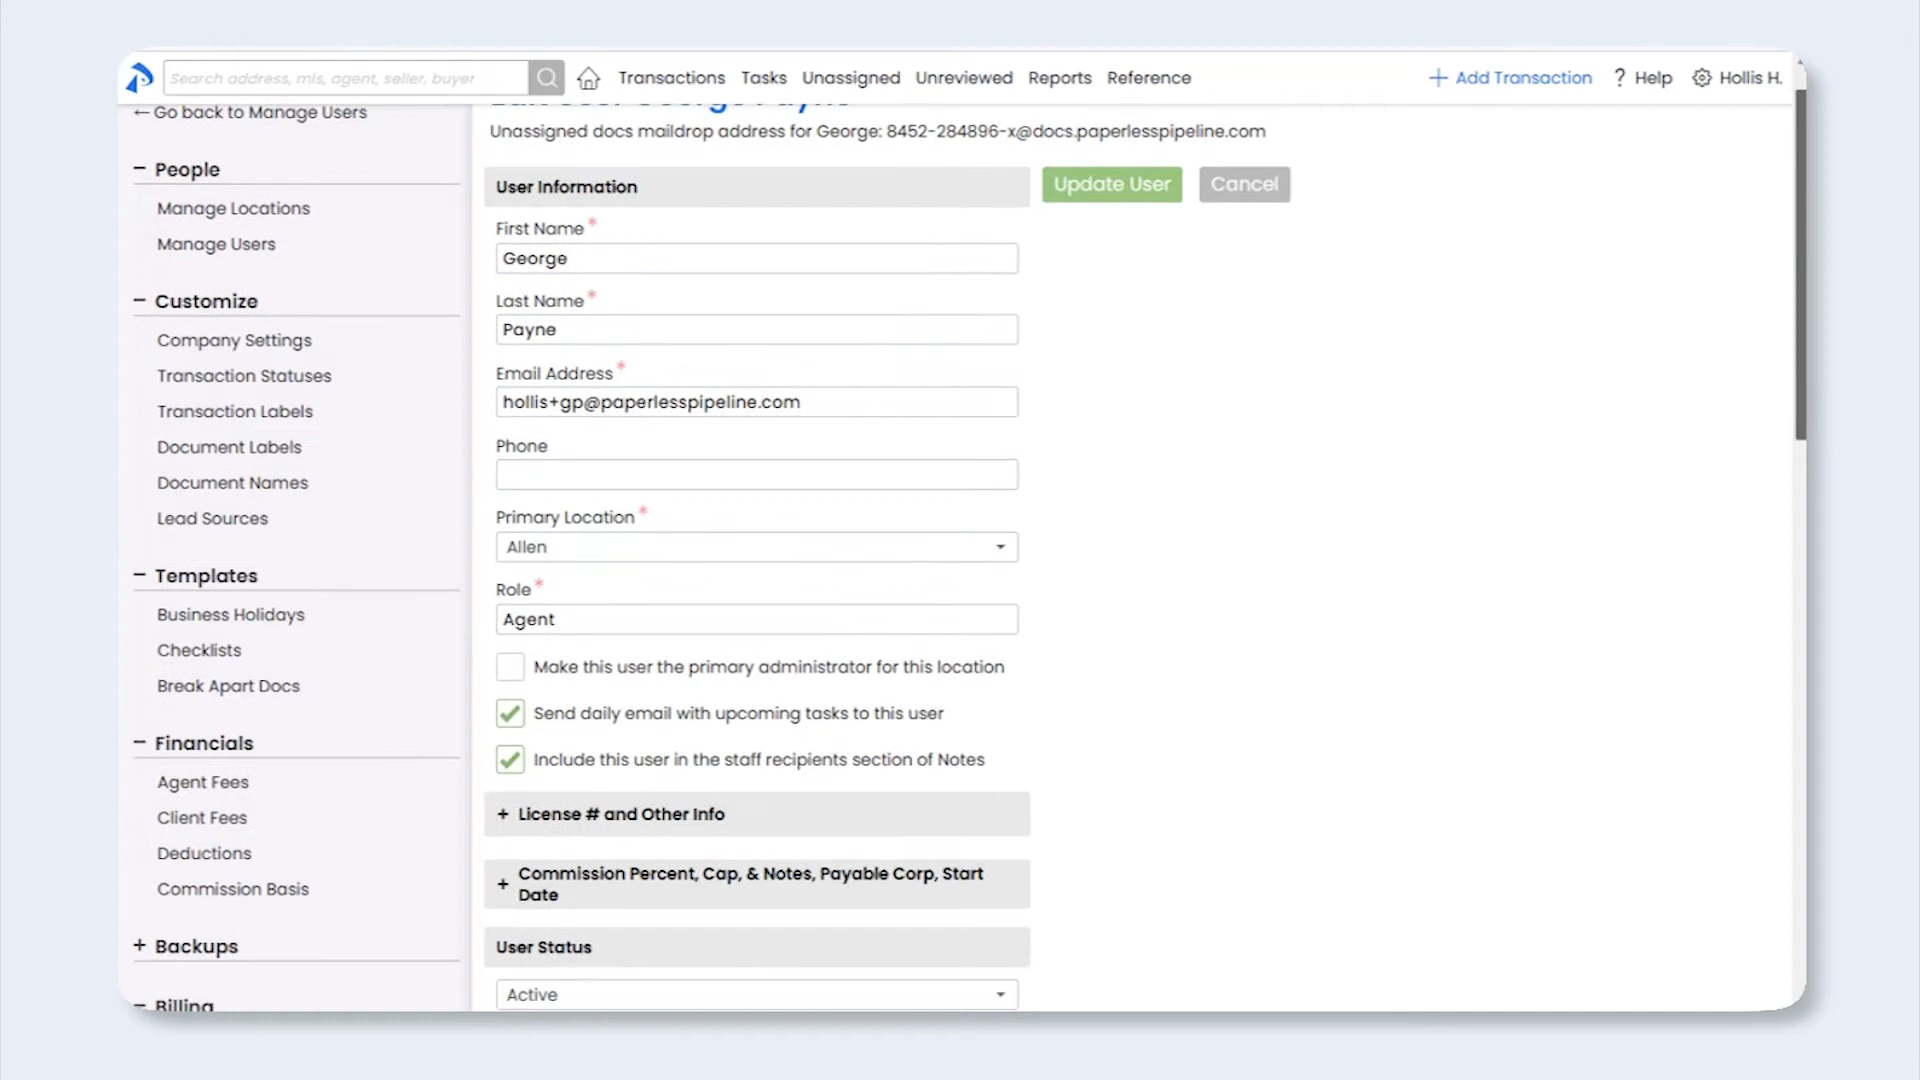 Search address, mls, agent, seller, buyer
Transactions Tasks Unassigned Unreviewed Reports Reference
+ Add Transaction ? Help Hollis H.
← Go back to Manage Users
− People
Manage Locations
Manage Users
− Customize
Company Settings
Transaction Statuses
Transaction Labels
Document Labels
Document Names
Lead Sources
− Templates
Business Holidays
Checklists
Break Apart Docs
− Financials
Agent Fees
Client Fees
Deductions
Commission Basis
+ Backups
− Billing
Edit User George Payne
Unassigned docs maildrop address for George: 8452-284896-x@docs.paperlesspipeline.com
User Information
Update User Cancel
First Name *
George
Last Name *
Payne
Email Address *
hollis+gp@paperlesspipeline.com
Phone
Primary Location *
Allen
Role *
Agent
Make this user the primary administrator for this location
Send daily email with upcoming tasks to this user
Include this user in the staff recipients section of Notes
+ License # and Other Info
+ Commission Percent, Cap, & Notes, Payable Corp, Start
Date
User Status
Active